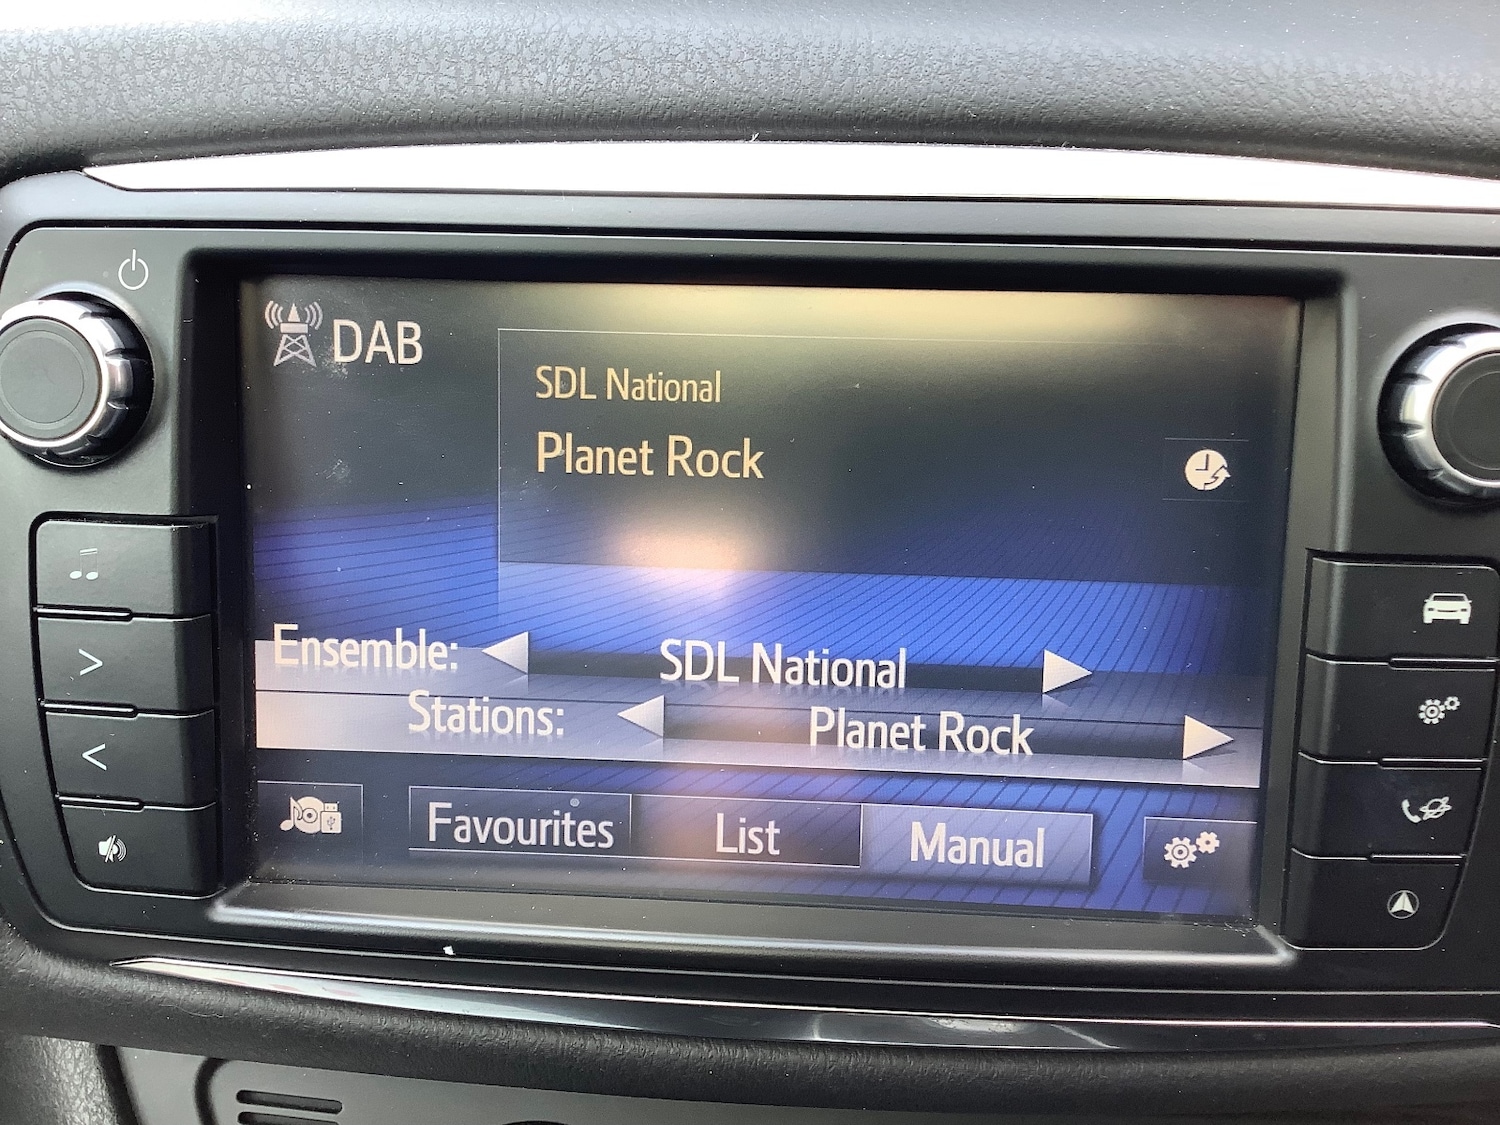 DAB
SDL National
Planet Rock
Ensemble: SDL National
Stations: Planet Rock
Favourites List Manual